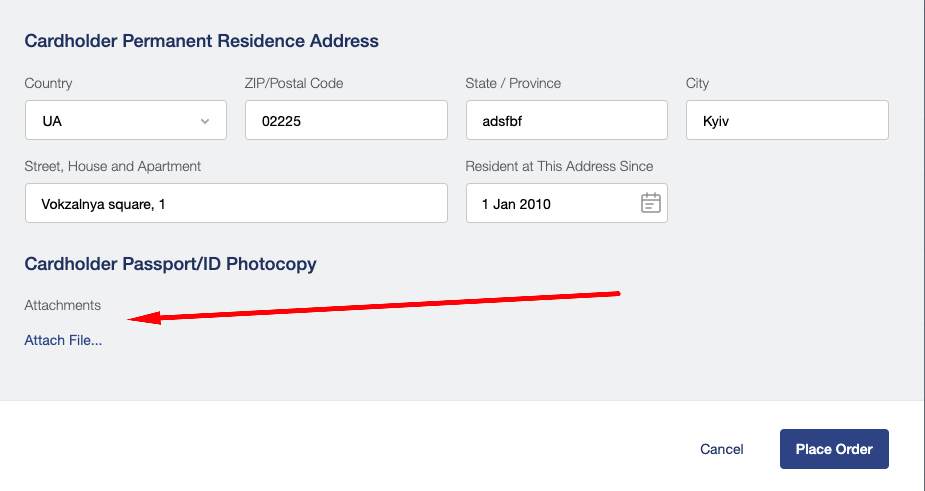 Cardholder Permanent Residence Address
Country ZIP/Postal Code State / Province City
UA 02225 adsfbf Kyiv
Street, House and Apartment Resident at This Address Since
Vokzalnya square, 1 1 Jan 2010
Cardholder Passport/ID Photocopy
Attachments
Attach File...
Cancel Place Order